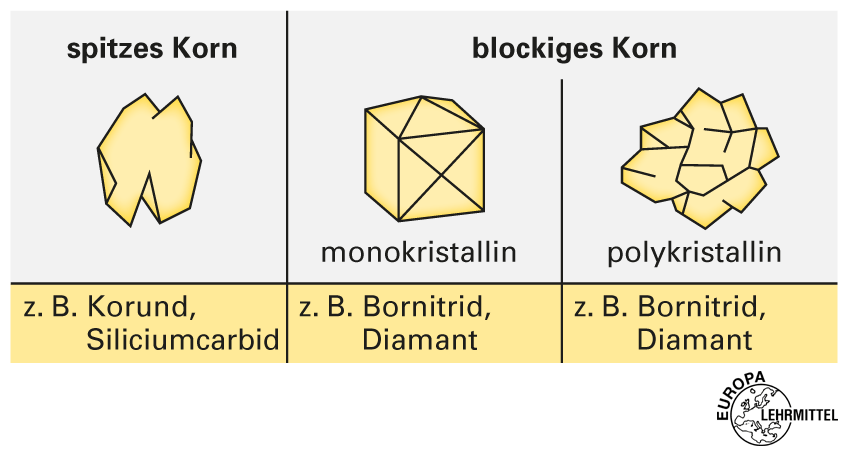 spitzes Korn
blockiges Korn
monokristallin
polykristallin
z. B. Korund,
Siliciumcarbid
z. B. Bornitrid,
Diamant
z. B. Bornitrid,
Diamant
EUROPA
LEHRMITTEL